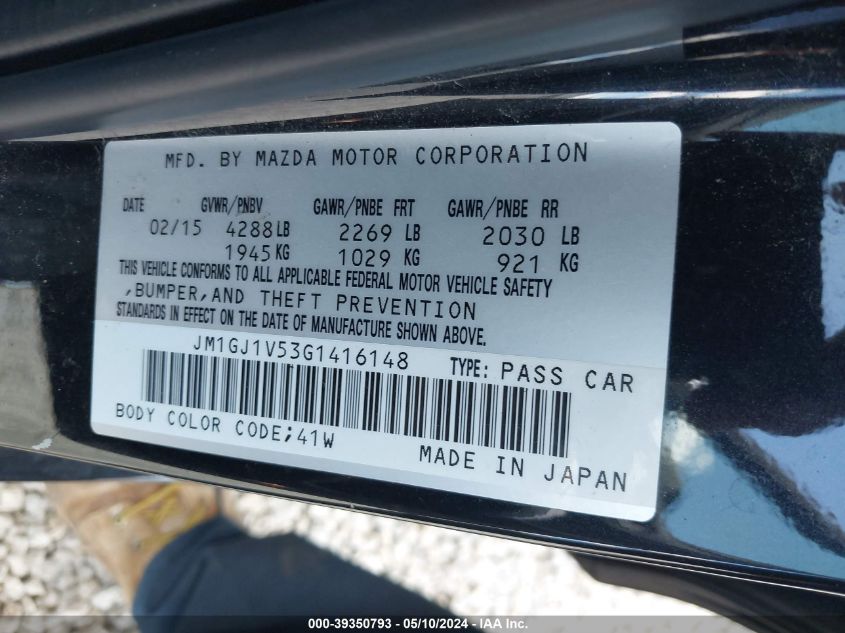 MFD. BY MAZDA MOTOR CORPORATION
DATE GVWR/PNBV GAWR/PNBE FRT GAWR/PNBE RR
02/15 4288LB 2269 LB 2030 LB
1945KG 1029 KG 921 KG
THIS VEHICLE CONFORMS TO ALL APPLICABLE FEDERAL MOTOR VEHICLE SAFETY
,BUMPER,AND THEFT PREVENTION
STANDARDS IN EFFECT ON THE DATE OF MANUFACTURE SHOWN ABOVE.
JM1GJ1V53G1416148 TYPE: PASS CAR
BODY COLOR CODE;41W
MADE IN JAPAN
000-39350793 - 05/10/2024 - IAA Inc.